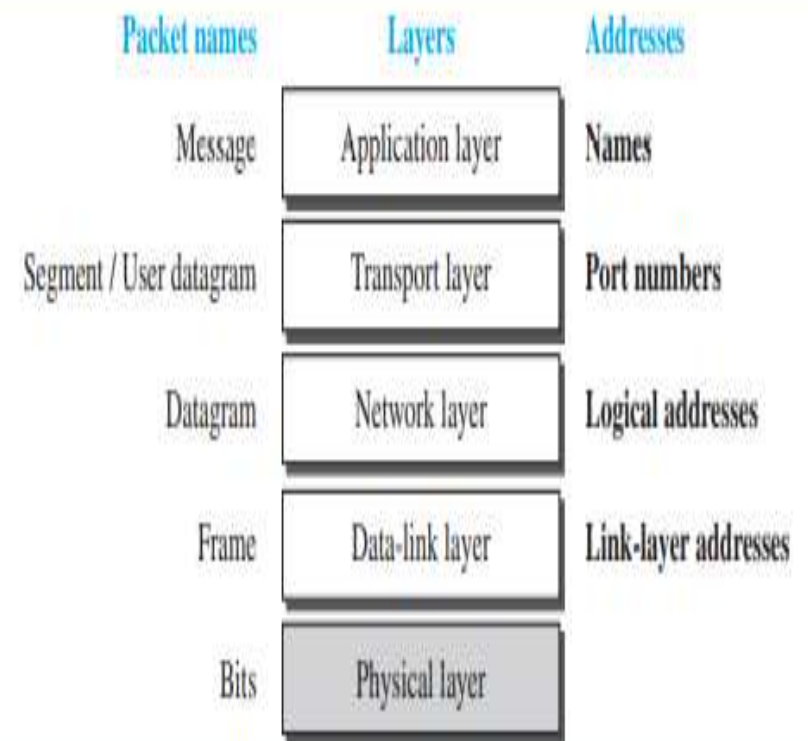 Packet names Layers Addresses
Message Application layer Names
Segment / User datagram Transport layer Port numbers
Datagram Network layer Logical addresses
Frame Data-link layer Link-layer addresses
Bits Physical layer